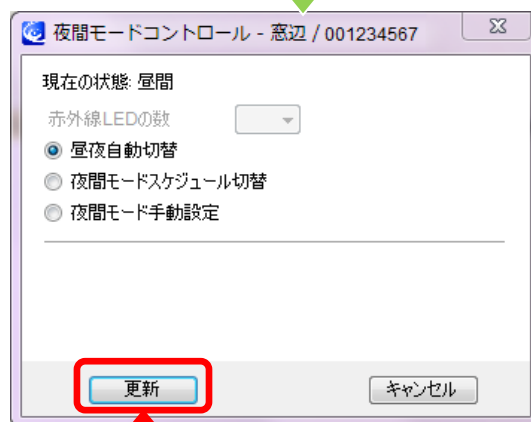 夜間モードコントロール - 窓辺 / 001234567
現在の状態: 昼間
赤外線LEDの数
昼夜自動切替
夜間モードスケジュール切替
夜間モード手動設定
更新 キャンセル